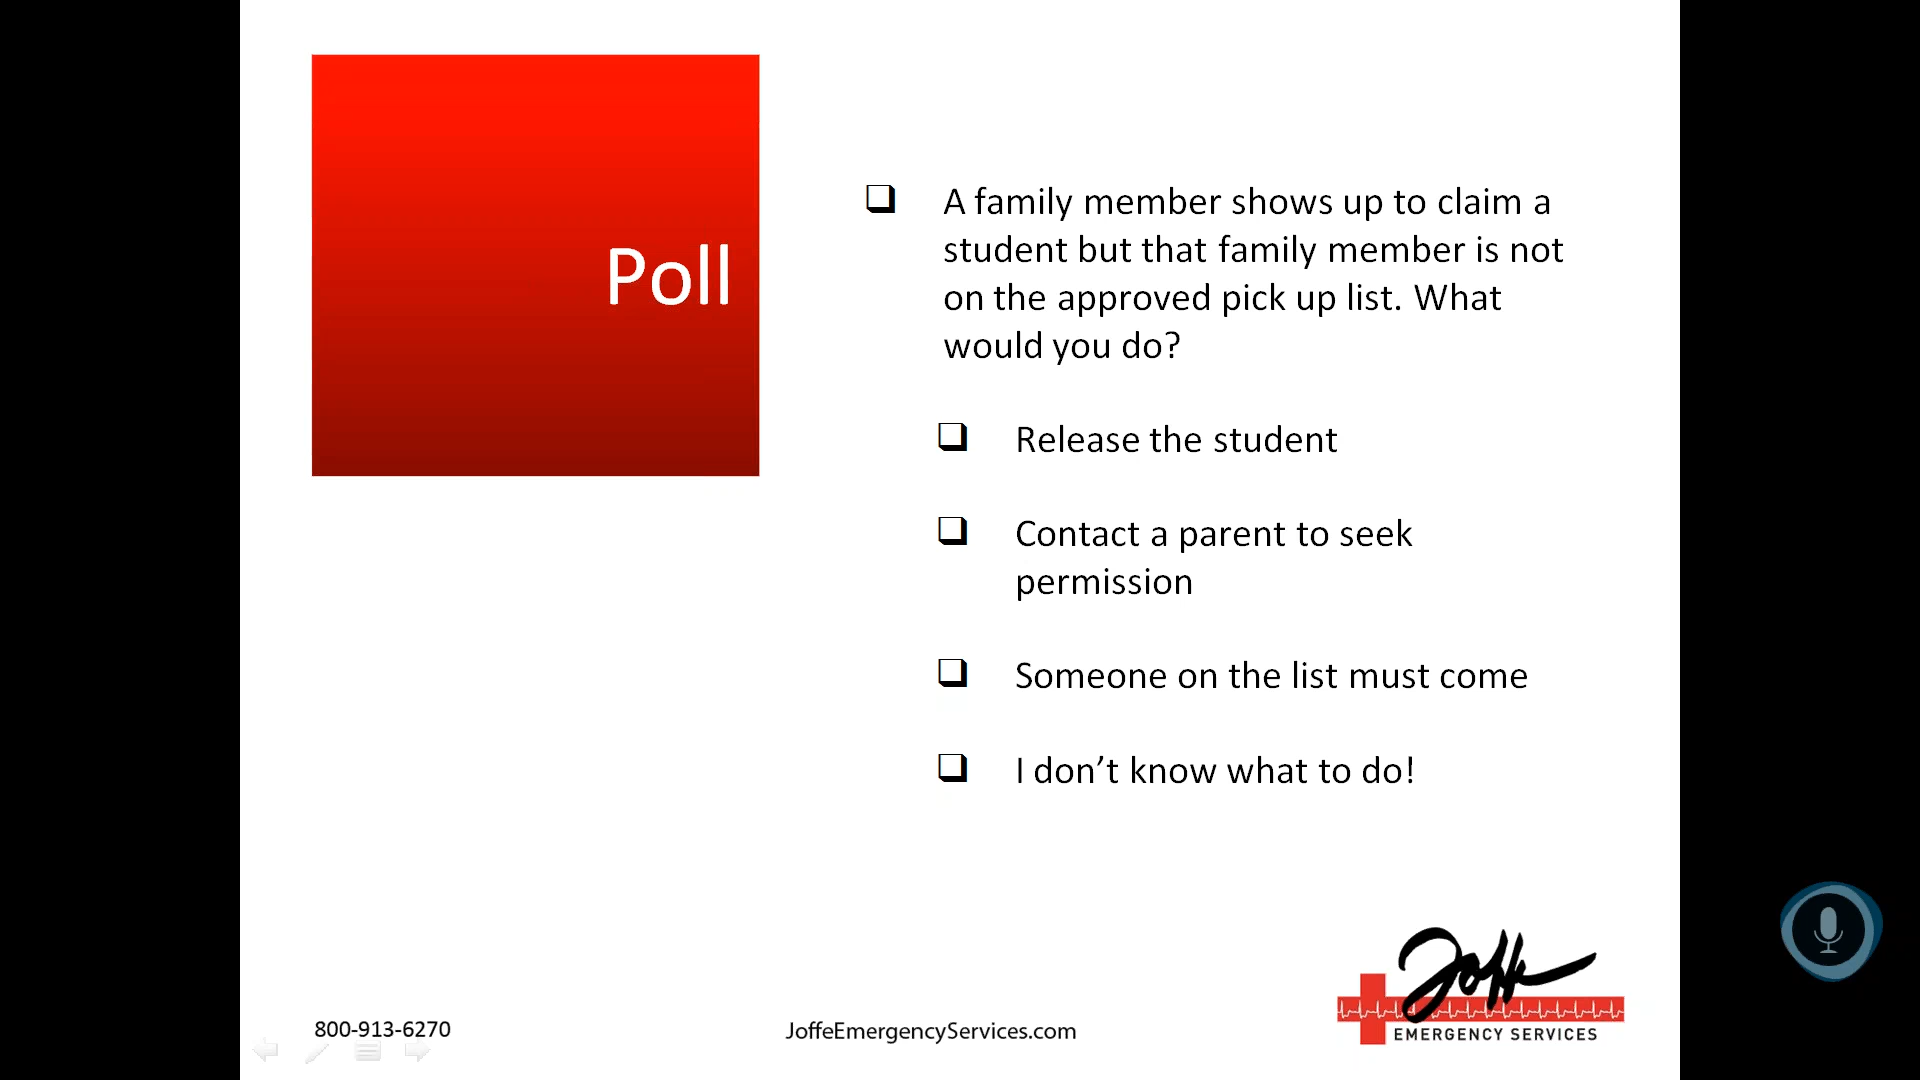 Poll
A family member shows up to claim a
student but that family member is not
on the approved pick up list. What
would you do?
Release the student
Contact a parent to seek
permission
Someone on the list must come
I don’t know what to do!
800-913-6270
JoffeEmergencyServices.com
Joffe
EMERGENCY SERVICES